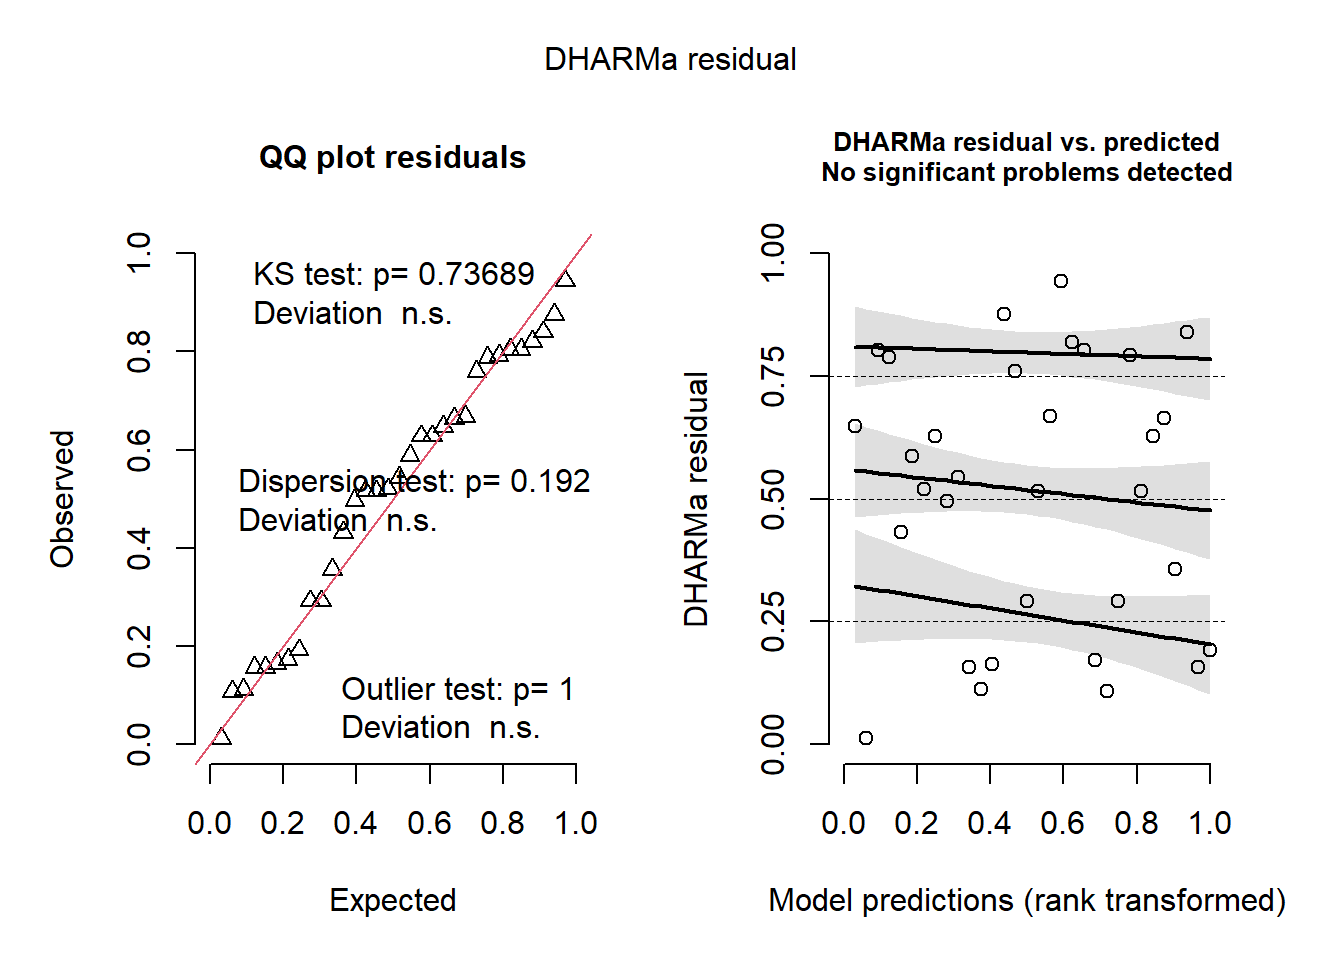 DHARMa residual
QQ plot residuals
KS test: p= 0.73689
Deviation  n.s.
Dispersion test: p= 0.192
Deviation  n.s.
Outlier test: p= 1
Deviation  n.s.
Observed
0.0 0.2 0.4 0.6 0.8 1.0
0.0 0.2 0.4 0.6 0.8 1.0
Expected
DHARMa residual vs. predicted
No significant problems detected
DHARMa residual
0.00 0.25 0.50 0.75 1.00
0.0 0.2 0.4 0.6 0.8 1.0
Model predictions (rank transformed)